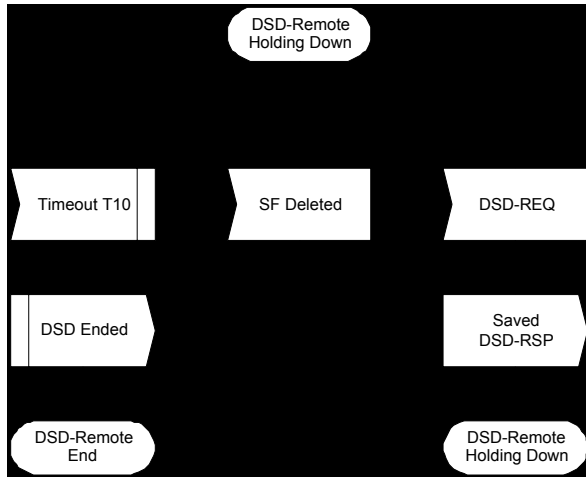 DSD-Remote
Holding Down
Timeout T10
SF Deleted
DSD-REQ
DSD Ended
Saved
DSD-RSP
DSD-Remote
End
DSD-Remote
Holding Down